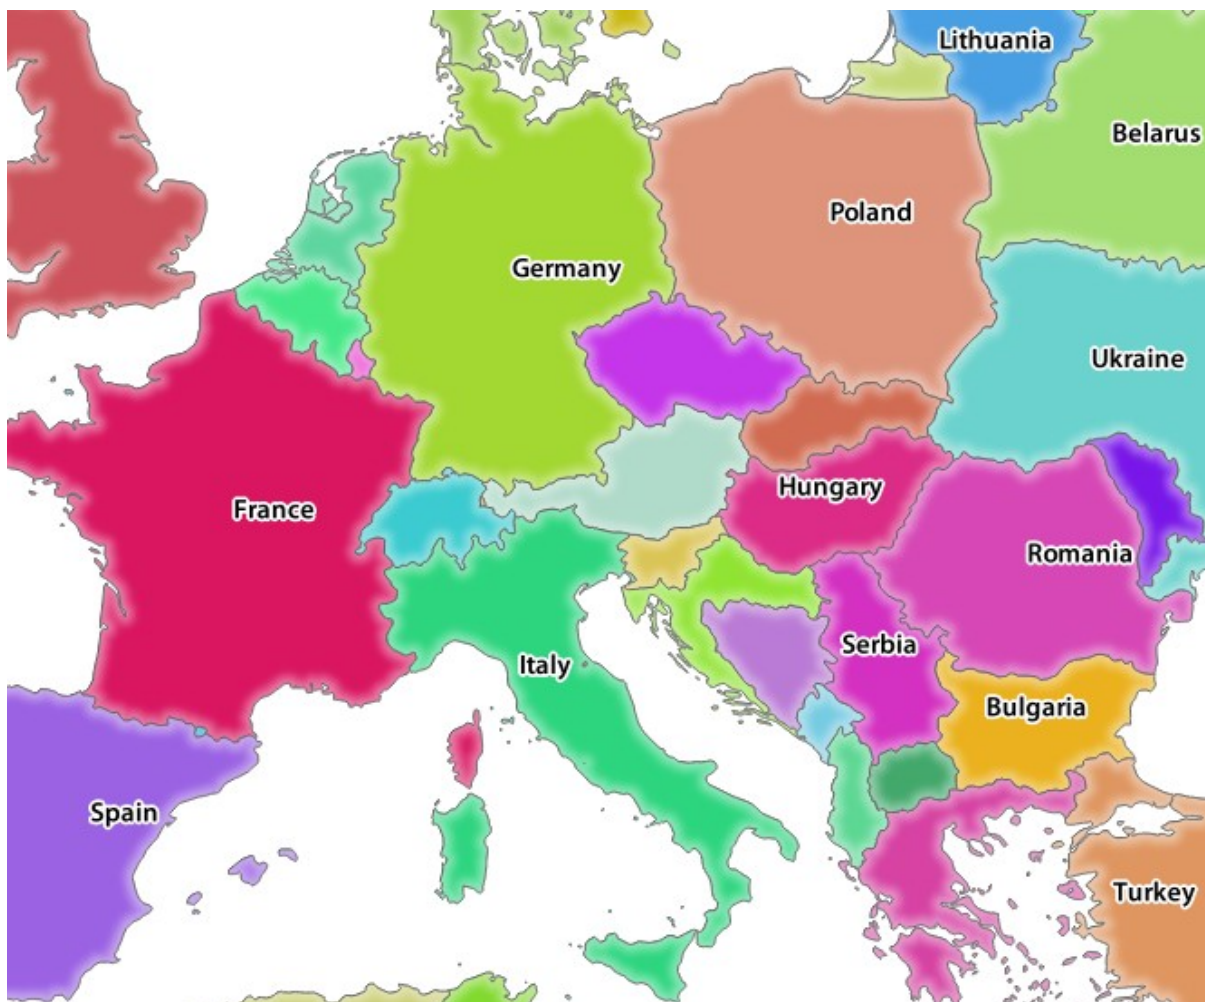 Lithuania
Belarus
Poland
Germany
Ukraine
Hungary
France
Romania
Serbia
Italy
Bulgaria
Spain
Turkey